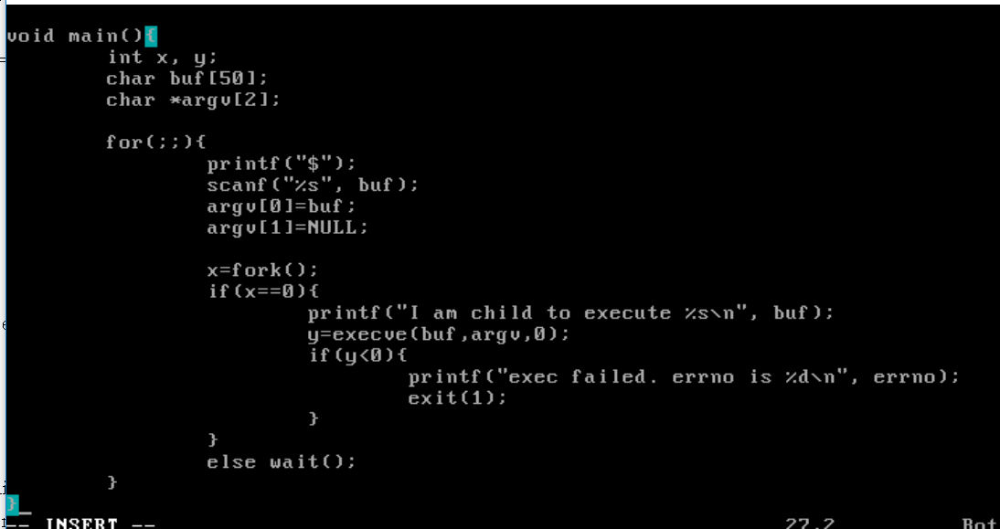 void main(){
        int x, y;
        char buf[50];
        char *argv[2];

        for(;;){
                printf("$");
                scanf("%s", buf);
                argv[0]=buf;
                argv[1]=NULL;

                x=fork();
                if(x==0){
                        printf("I am child to execute %s\n", buf);
                        y=execve(buf,argv,0);
                        if(y<0){
                                printf("exec failed. errno is %d\n", errno);
                                exit(1);
                        }
                }
                else wait();
        }
}_
-- INSERT -- 27,2 Bot